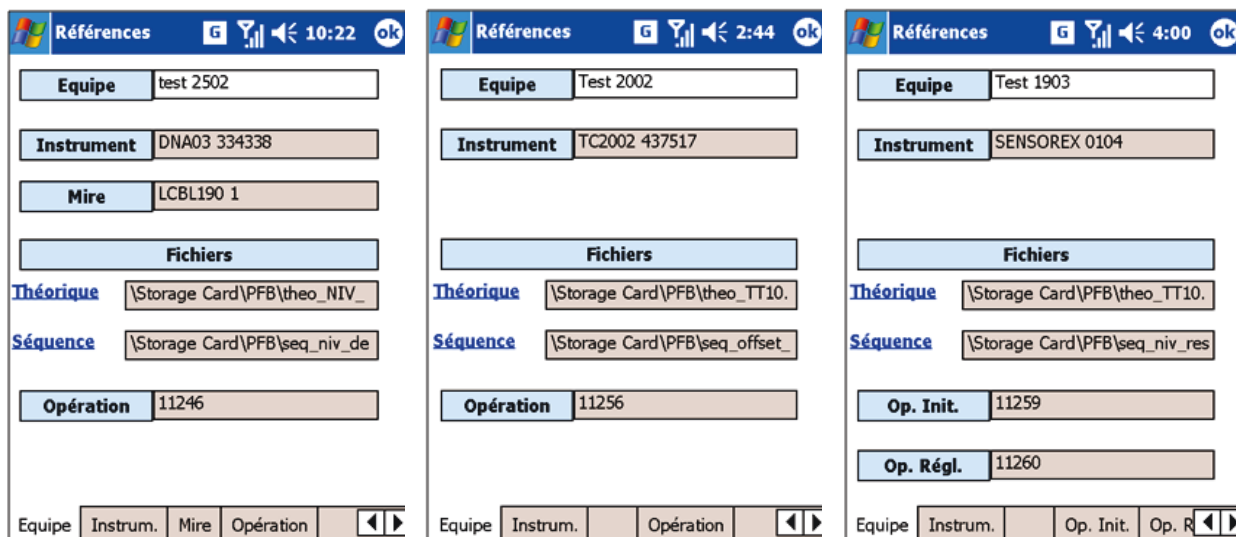 Références G 10:22 ok
Equipe test 2502
Instrument DNA03 334338
Mire LCBL190 1
Fichiers
Théorique \Storage Card\PFB\theo_NIV_
Séquence \Storage Card\PFB\seq_niv_de
Opération 11246
Equipe Instrum. Mire Opération
Références G 2:44 ok
Equipe Test 2002
Instrument TC2002 437517
Fichiers
Théorique \Storage Card\PFB\theo_TT10.
Séquence \Storage Card\PFB\seq_offset_
Opération 11256
Equipe Instrum. Opération
Références G 4:00 ok
Equipe Test 1903
Instrument SENSOREX 0104
Fichiers
Théorique \Storage Card\PFB\theo_TT10.
Séquence \Storage Card\PFB\seq_niv_res
Op. Init. 11259
Op. Régl. 11260
Equipe Instrum. Op. Init. Op. R